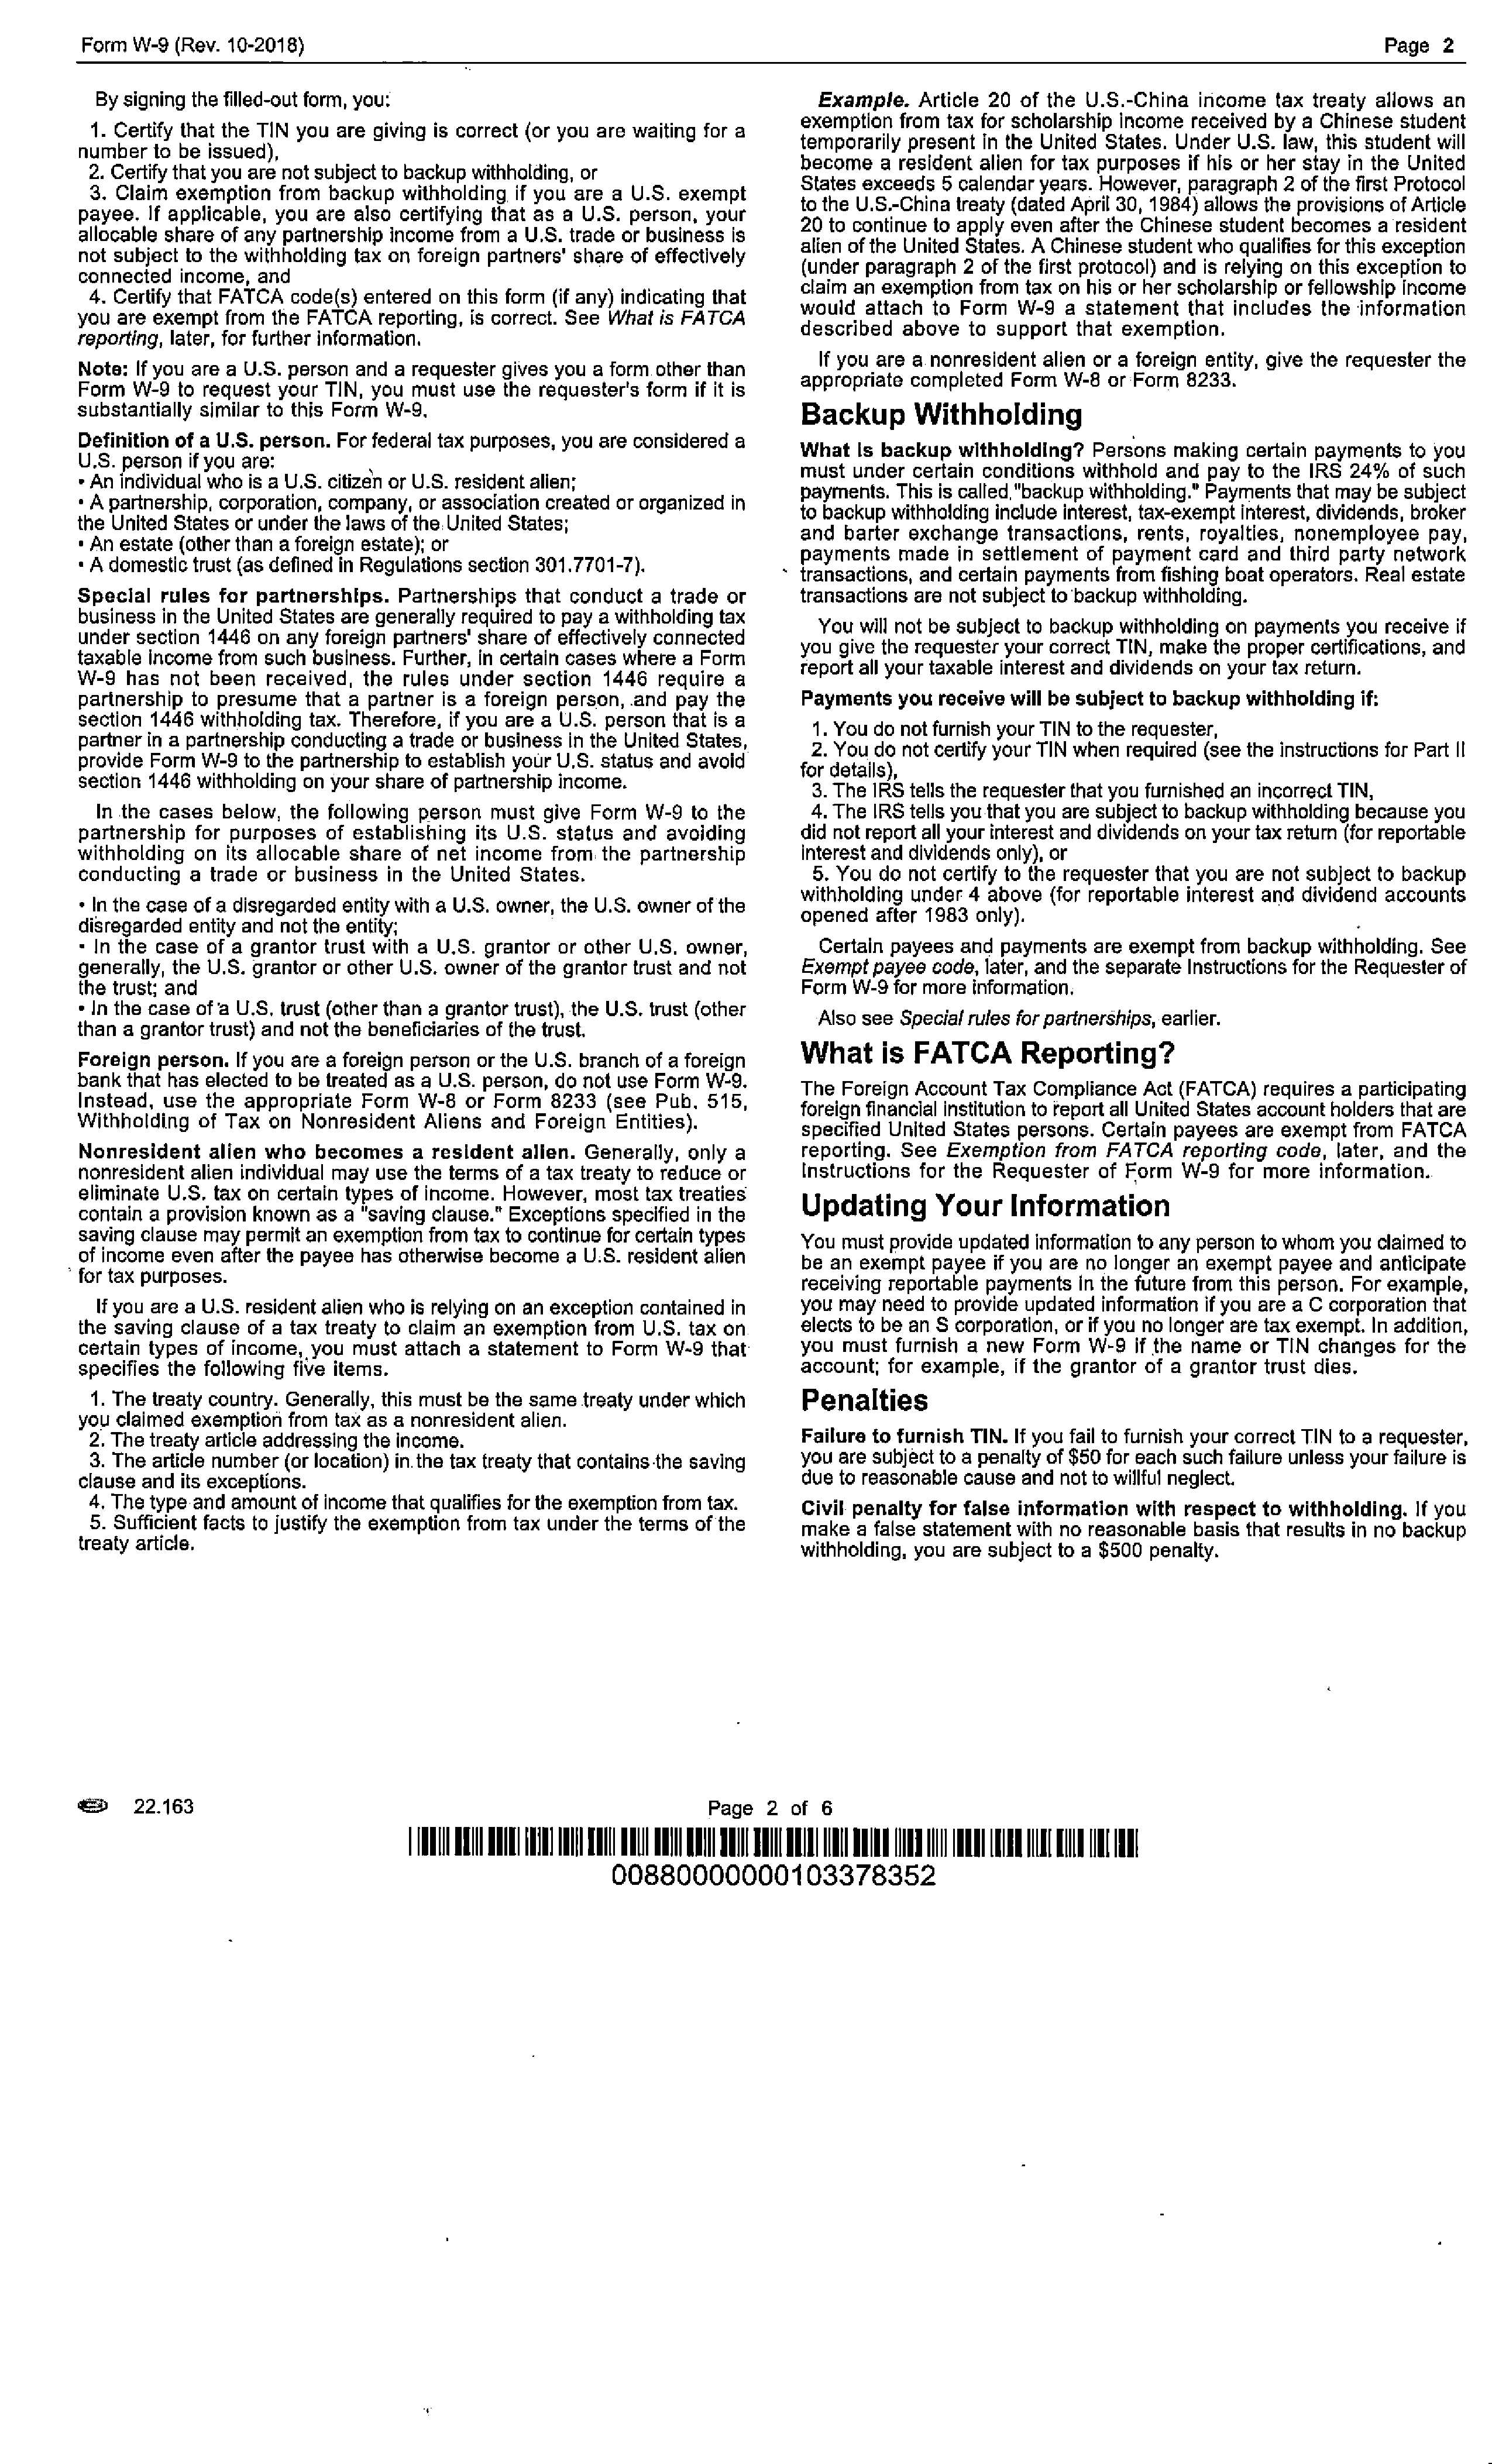 Form W-9 (Rev. 10-2018)
Page 2
By signing the filled-out form, you:
1. Certify that the TIN you are giving is correct (or you are waiting for a
number to be issued),
2. Certify that you are not subject to backup withholding, or
3. Claim exemption from backup withholding if you are a U.S. exempt
payee. If applicable, you are also certifying that as a U.S. person, your
allocable share of any partnership income from a U.S. trade or business is
not subject to the withholding tax on foreign partners' share of effectively
connected income, and
4. Certify that FATCA code(s) entered on this form (if any) indicating that
you are exempt from the FATCA reporting, is correct. See What is FATCA
reporting, later, for further information.
Note: If you are a U.S. person and a requester gives you a form other than
Form W-9 to request your TIN, you must use the requester's form if it is
substantially similar to this Form W-9.
Definition of a U.S. person. For federal tax purposes, you are considered a
U.S. person if you are:
• An individual who is a U.S. citizen or U.S. resident alien;
• A partnership, corporation, company, or association created or organized in
the United States or under the laws of the United States;
• An estate (other than a foreign estate); or
• A domestic trust (as defined in Regulations section 301.7701-7).
Special rules for partnerships. Partnerships that conduct a trade or
business in the United States are generally required to pay a withholding tax
under section 1446 on any foreign partners' share of effectively connected
taxable income from such business. Further, in certain cases where a Form
W-9 has not been received, the rules under section 1446 require a
partnership to presume that a partner is a foreign person, and pay the
section 1446 withholding tax. Therefore, if you are a U.S. person that is a
partner in a partnership conducting a trade or business in the United States,
provide Form W-9 to the partnership to establish your U.S. status and avoid
section 1446 withholding on your share of partnership income.
In the cases below, the following person must give Form W-9 to the
partnership for purposes of establishing its U.S. status and avoiding
withholding on its allocable share of net income from the partnership
conducting a trade or business in the United States.
• In the case of a disregarded entity with a U.S. owner, the U.S. owner of the
disregarded entity and not the entity;
• In the case of a grantor trust with a U.S. grantor or other U.S. owner,
generally, the U.S. grantor or other U.S. owner of the grantor trust and not
the trust; and
• In the case of a U.S. trust (other than a grantor trust), the U.S. trust (other
than a grantor trust) and not the beneficiaries of the trust.
Foreign person. If you are a foreign person or the U.S. branch of a foreign
bank that has elected to be treated as a U.S. person, do not use Form W-9.
Instead, use the appropriate Form W-8 or Form 8233 (see Pub. 515,
Withholding of Tax on Nonresident Aliens and Foreign Entities).
Nonresident alien who becomes a resident alien. Generally, only a
nonresident alien individual may use the terms of a tax treaty to reduce or
eliminate U.S. tax on certain types of income. However, most tax treaties
contain a provision known as a "saving clause." Exceptions specified in the
saving clause may permit an exemption from tax to continue for certain types
of income even after the payee has otherwise become a U.S. resident alien
for tax purposes.
If you are a U.S. resident alien who is relying on an exception contained in
the saving clause of a tax treaty to claim an exemption from U.S. tax on
certain types of income, you must attach a statement to Form W-9 that
specifies the following five items.
1. The treaty country. Generally, this must be the same treaty under which
you claimed exemption from tax as a nonresident alien.
2. The treaty article addressing the income.
3. The article number (or location) in the tax treaty that contains the saving
clause and its exceptions.
4. The type and amount of income that qualifies for the exemption from tax.
5. Sufficient facts to justify the exemption from tax under the terms of the
treaty article.
Example. Article 20 of the U.S.-China income tax treaty allows an
exemption from tax for scholarship income received by a Chinese student
temporarily present in the United States. Under U.S. law, this student will
become a resident alien for tax purposes if his or her stay in the United
States exceeds 5 calendar years. However, paragraph 2 of the first Protocol
to the U.S.-China treaty (dated April 30, 1984) allows the provisions of Article
20 to continue to apply even after the Chinese student becomes a resident
alien of the United States. A Chinese student who qualifies for this exception
(under paragraph 2 of the first protocol) and is relying on this exception to
claim an exemption from tax on his or her scholarship or fellowship income
would attach to Form W-9 a statement that includes the information
described above to support that exemption.
If you are a nonresident alien or a foreign entity, give the requester the
appropriate completed Form W-8 or Form 8233.
Backup Withholding
What is backup withholding? Persons making certain payments to you
must under certain conditions withhold and pay to the IRS 24% of such
payments. This is called "backup withholding." Payments that may be subject
to backup withholding include interest, tax-exempt interest, dividends, broker
and barter exchange transactions, rents, royalties, nonemployee pay,
payments made in settlement of payment card and third party network
transactions, and certain payments from fishing boat operators. Real estate
transactions are not subject to backup withholding.
You will not be subject to backup withholding on payments you receive if
you give the requester your correct TIN, make the proper certifications, and
report all your taxable interest and dividends on your tax return.
Payments you receive will be subject to backup withholding if:
1. You do not furnish your TIN to the requester,
2. You do not certify your TIN when required (see the instructions for Part II
for details),
3. The IRS tells the requester that you furnished an incorrect TIN,
4. The IRS tells you that you are subject to backup withholding because you
did not report all your interest and dividends on your tax return (for reportable
interest and dividends only), or
5. You do not certify to the requester that you are not subject to backup
withholding under 4 above (for reportable interest and dividend accounts
opened after 1983 only).
Certain payees and payments are exempt from backup withholding. See
Exempt payee code, later, and the separate Instructions for the Requester of
Form W-9 for more information.
Also see Special rules for partnerships, earlier.
What is FATCA Reporting?
The Foreign Account Tax Compliance Act (FATCA) requires a participating
foreign financial institution to report all United States account holders that are
specified United States persons. Certain payees are exempt from FATCA
reporting. See Exemption from FATCA reporting code, later, and the
Instructions for the Requester of Form W-9 for more information.
Updating Your Information
You must provide updated information to any person to whom you claimed to
be an exempt payee if you are no longer an exempt payee and anticipate
receiving reportable payments in the future from this person. For example,
you may need to provide updated information if you are a C corporation that
elects to be an S corporation, or if you no longer are tax exempt. In addition,
you must furnish a new Form W-9 if the name or TIN changes for the
account; for example, if the grantor of a grantor trust dies.
Penalties
Failure to furnish TIN. If you fail to furnish your correct TIN to a requester,
you are subject to a penalty of $50 for each such failure unless your failure is
due to reasonable cause and not to willful neglect.
Civil penalty for false information with respect to withholding. If you
make a false statement with no reasonable basis that results in no backup
withholding, you are subject to a $500 penalty.
22.163
Page 2 of 6
00880000000103378352